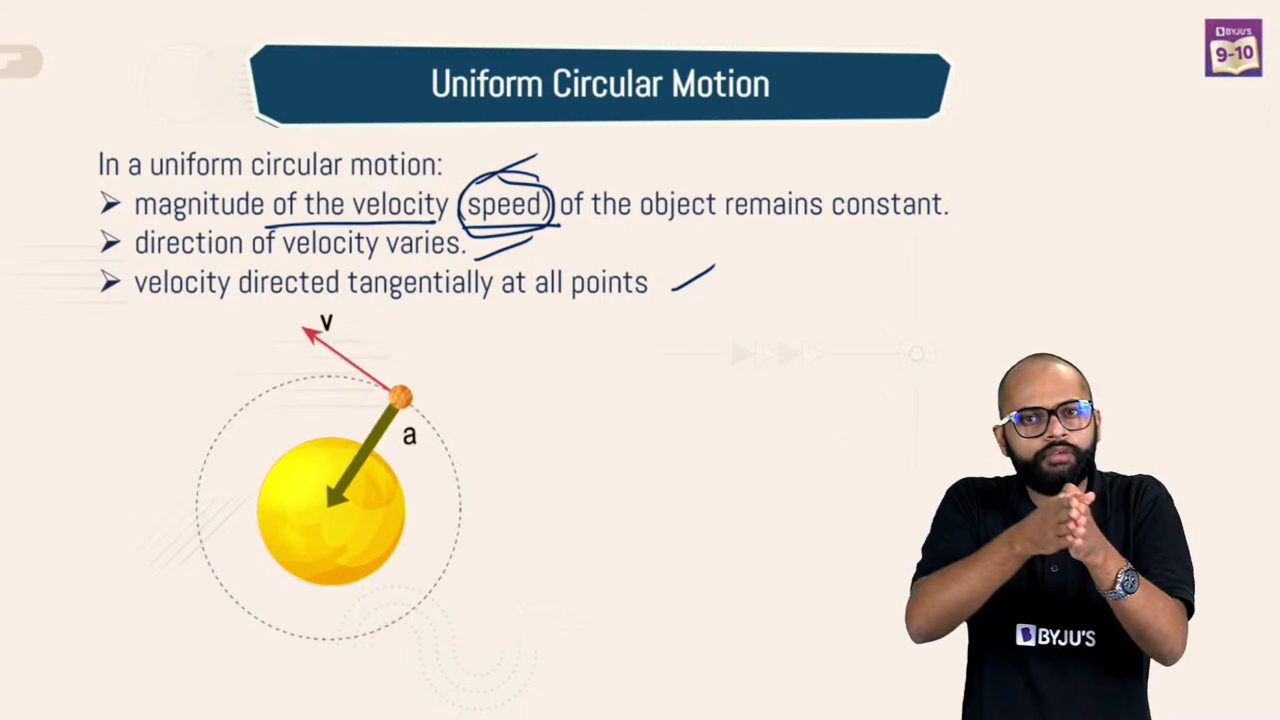 BYJU'S
9-10
Uniform Circular Motion
In a uniform circular motion:
➢ magnitude of the velocity (speed) of the object remains constant.
➢ direction of velocity varies.
➢ velocity directed tangentially at all points
v
a
B BYJU'S